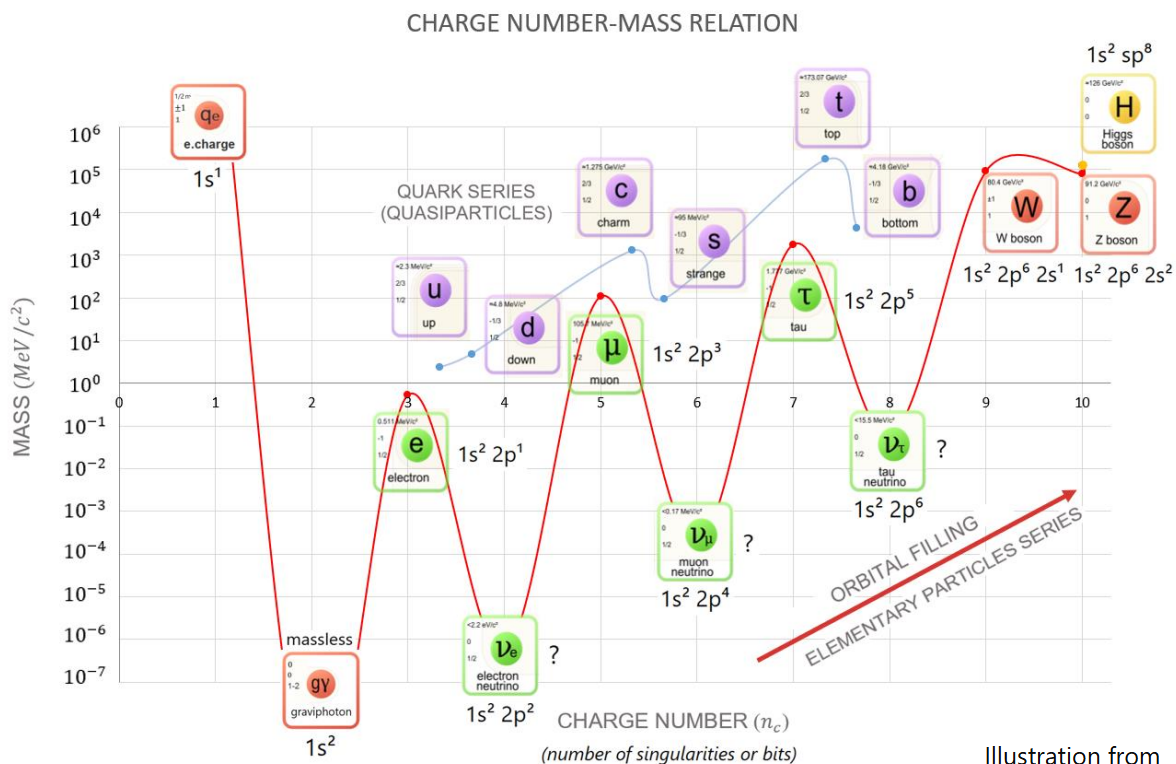 CHARGE NUMBER-MASS RELATION
1s² sp⁸
≈126 GeV/c²
0
0
H
Higgs
boson
≈173.07 GeV/c²
2/3
1/2
t
top
1/2∞
±1
1
qe
e.charge
1s¹
≈1.275 GeV/c²
2/3
1/2
c
charm
≈4.18 GeV/c²
-1/3
1/2
b
bottom
QUARK SERIES
(QUASIPARTICLES)
≈95 MeV/c²
-1/3
1/2
s
strange
80.4 GeV/c²
±1
1
W
W boson
1s² 2p⁶ 2s¹
91.2 GeV/c²
0
1
Z
Z boson
1s² 2p⁶ 2s²
≈2.3 MeV/c²
2/3
1/2
u
up
≈4.8 MeV/c²
-1/3
1/2
d
down
105.7 MeV/c²
-1
1/2
μ
muon
1s² 2p³
1.777 GeV/c²
-1
τ
tau
1s² 2p⁵
10⁶
10⁵
10⁴
10³
10²
10¹
10⁰
10⁻¹
10⁻²
10⁻³
10⁻⁴
10⁻⁵
10⁻⁶
10⁻⁷
MASS (MeV/c²)
0 1 2 3 4 5 6 7 8 9 10
0.511 MeV/c²
-1
1/2
e
electron
1s² 2p¹
<15.5 MeV/c²
0
1/2
ντ
tau
neutrino
?
1s² 2p⁶
<0.17 MeV/c²
0
1/2
νμ
muon
neutrino
?
1s² 2p⁴
ORBITAL FILLING
ELEMENTARY PARTICLES SERIES
massless
0
0
1-2
gγ
graviphoton
1s²
<2.2 eV/c²
0
1/2
νe
electron
neutrino
?
1s² 2p²
CHARGE NUMBER (n_c)
(number of singularities or bits)
Illustration from